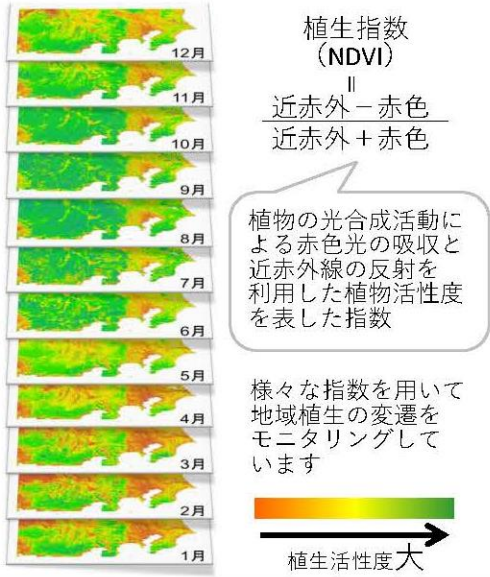 12月
11月
10月
9月
8月
7月
6月
5月
4月
3月
2月
1月
植生指数
(NDVI)
=
近赤外－赤色
近赤外＋赤色
植物の光合成活動に
よる赤色光の吸収と
近赤外線の反射を
利用した植物活性度
を表した指数
様々な指数を用いて
地域植生の変遷を
モニタリングして
います
植生活性度大